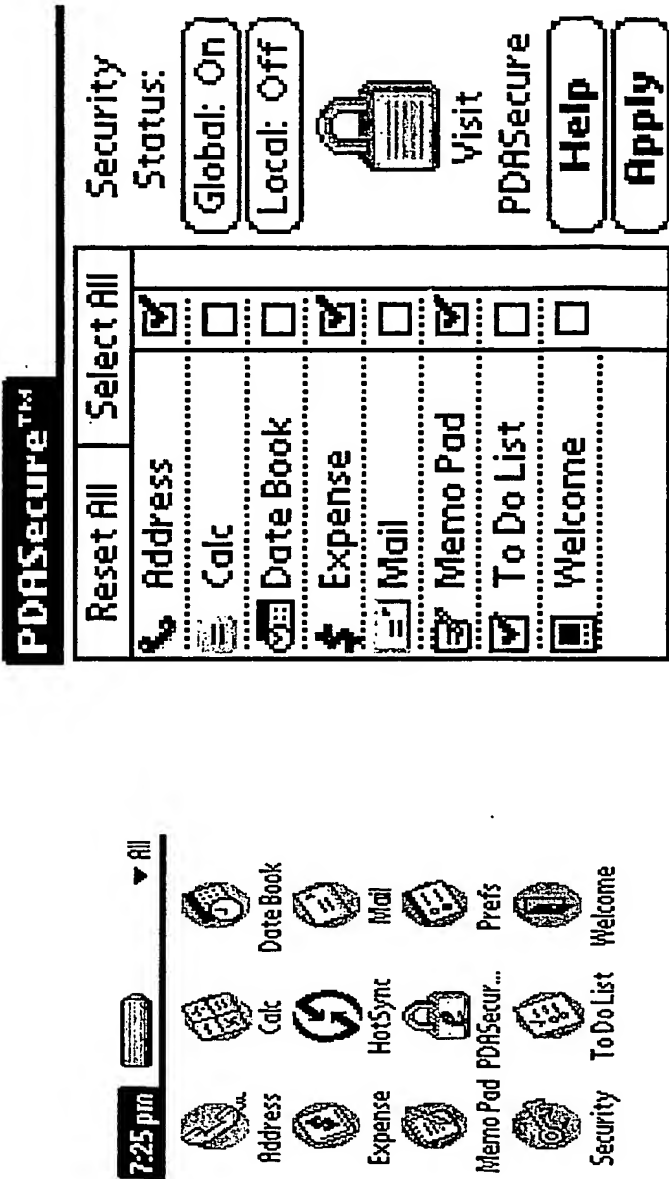 7:25 pm ▼ All
Address Calc Date Book
Expense HotSync Mail
Memo Pad PDASecur... Prefs
Security To Do List Welcome
PDASecure™
Reset All Select All
Address
Calc
Date Book
Expense
Mail
Memo Pad
To Do List
Welcome
Security
Status:
Global: On
Local: Off
Visit
PDASecure
Help
Apply